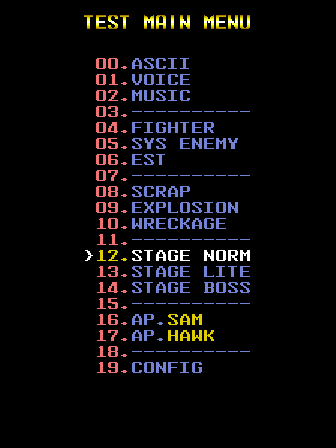 TEST MAIN MENU
00.ASCII
01.VOICE
02.MUSIC
03.----------
04.FIGHTER
05.SYS ENEMY
06.EST
07.----------
08.SCRAP
09.EXPLOSION
10.WRECKAGE
11.----------
❯12.STAGE NORM
13.STAGE LITE
14.STAGE BOSS
15.----------
16.AP.SAM
17.AP.HAWK
18.----------
19.CONFIG